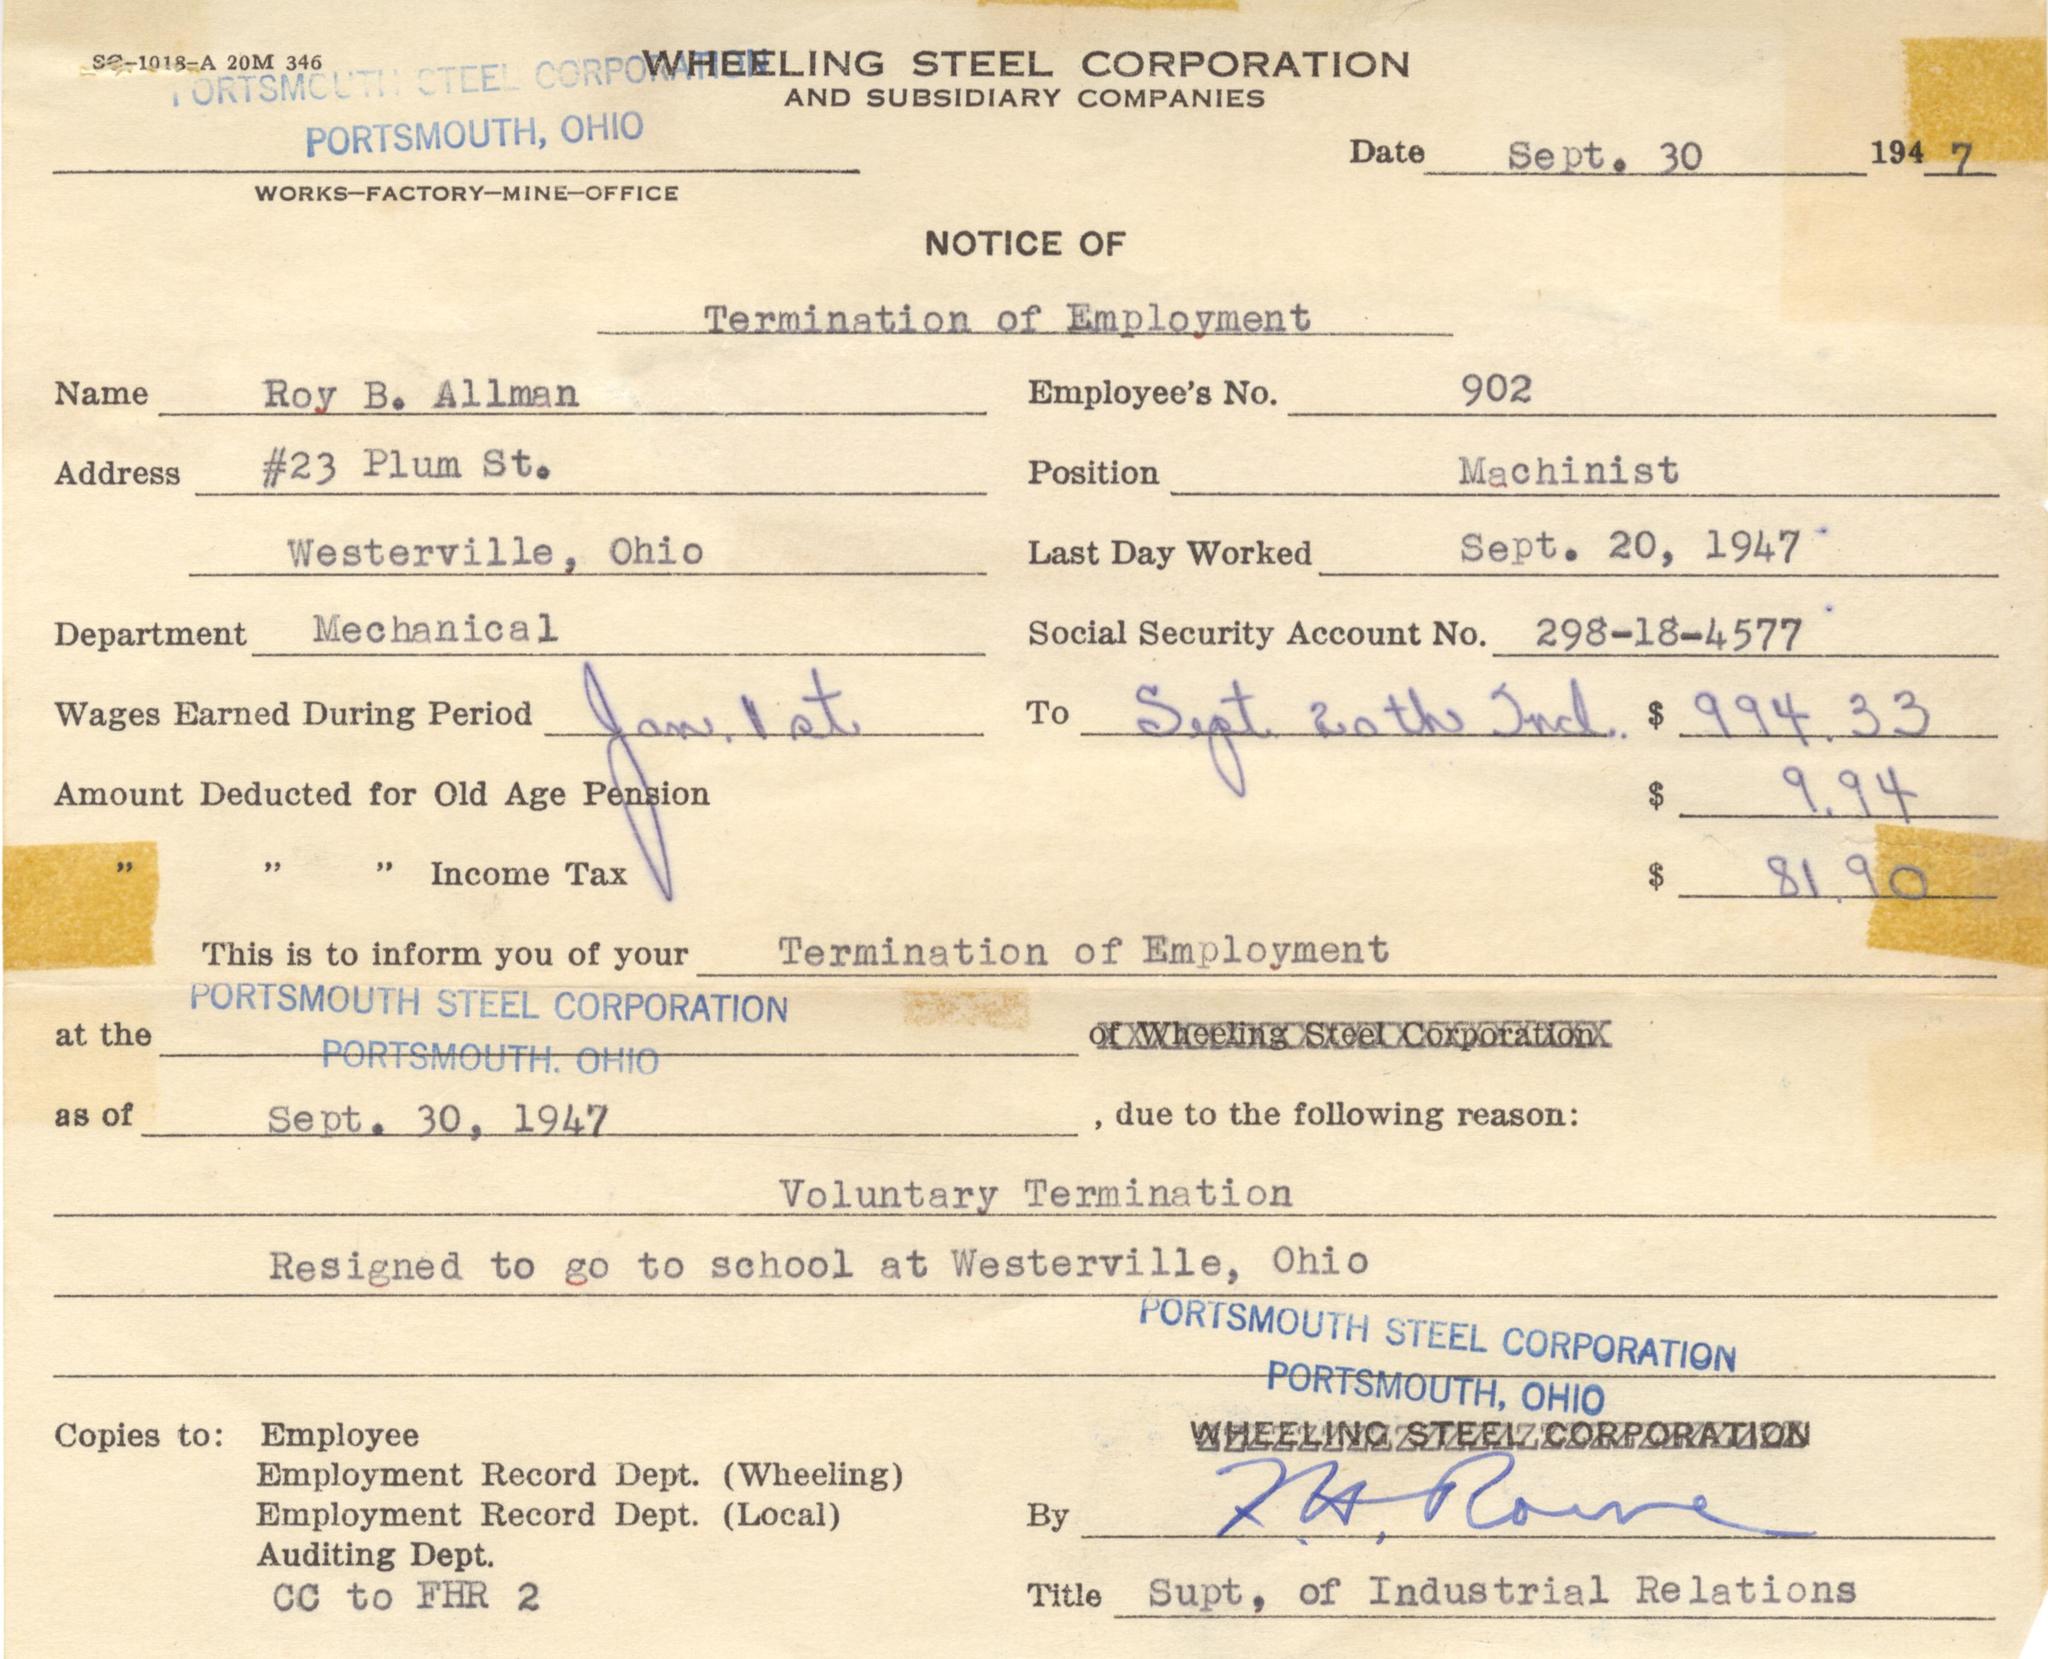 SC-1018-A 20M 346
WHEELING STEEL CORPORATION
PORTSMOUTH STEEL CORPORATION
AND SUBSIDIARY COMPANIES
PORTSMOUTH, OHIO
Date Sept. 30 1947
WORKS—FACTORY—MINE—OFFICE
NOTICE OF
Termination of Employment
Name Roy B. Allman Employee's No. 902
Address #23 Plum St. Position Machinist
Westerville, Ohio Last Day Worked Sept. 20, 1947
Department Mechanical Social Security Account No. 298-18-4577
Wages Earned During Period Jan. 1st To Sept. 20th Incl. $ 994.33
Amount Deducted for Old Age Pension $ 9.94
” ” ” Income Tax $ 81.90
This is to inform you of your Termination of Employment
PORTSMOUTH STEEL CORPORATION
at the of Wheeling Steel Corporation
PORTSMOUTH. OHIO
as of Sept. 30, 1947 , due to the following reason:
Voluntary Termination
Resigned to go to school at Westerville, Ohio
PORTSMOUTH STEEL CORPORATION
PORTSMOUTH, OHIO
Copies to: Employee WHEELING STEEL CORPORATION
Employment Record Dept. (Wheeling)
Employment Record Dept. (Local) By H. Rowe
Auditing Dept.
CC to FHR 2 Title Supt, of Industrial Relations